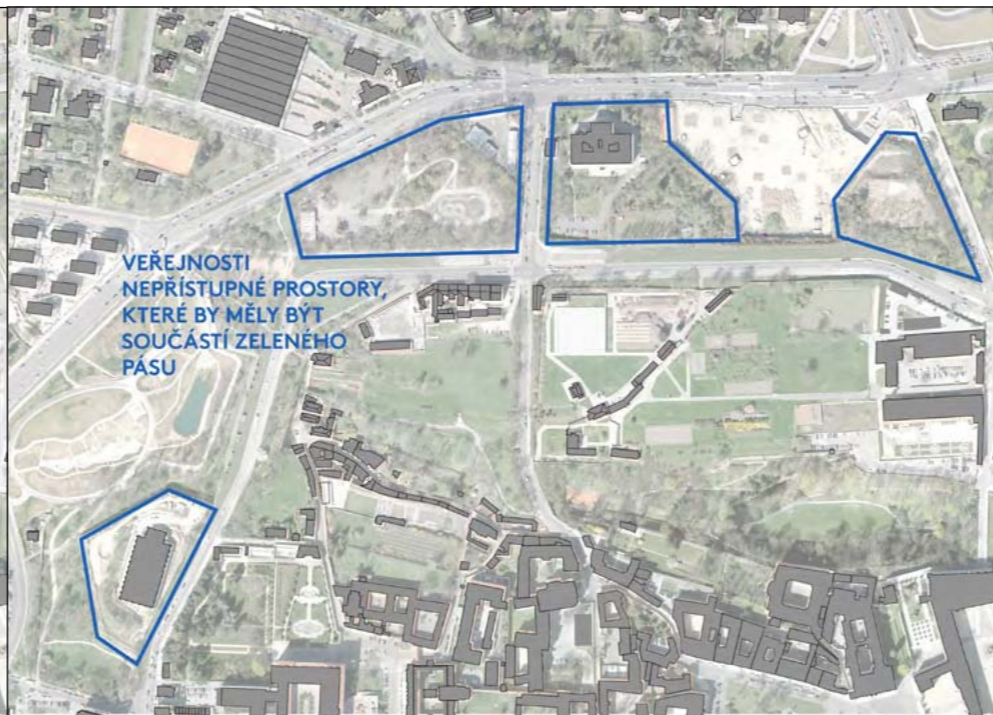 VEŘEJNOSTI
NEPŘÍSTUPNÉ PROSTORY,
KTERÉ BY MĚLY BÝT
SOUČÁSTÍ ZELENÉHO
PÁSU